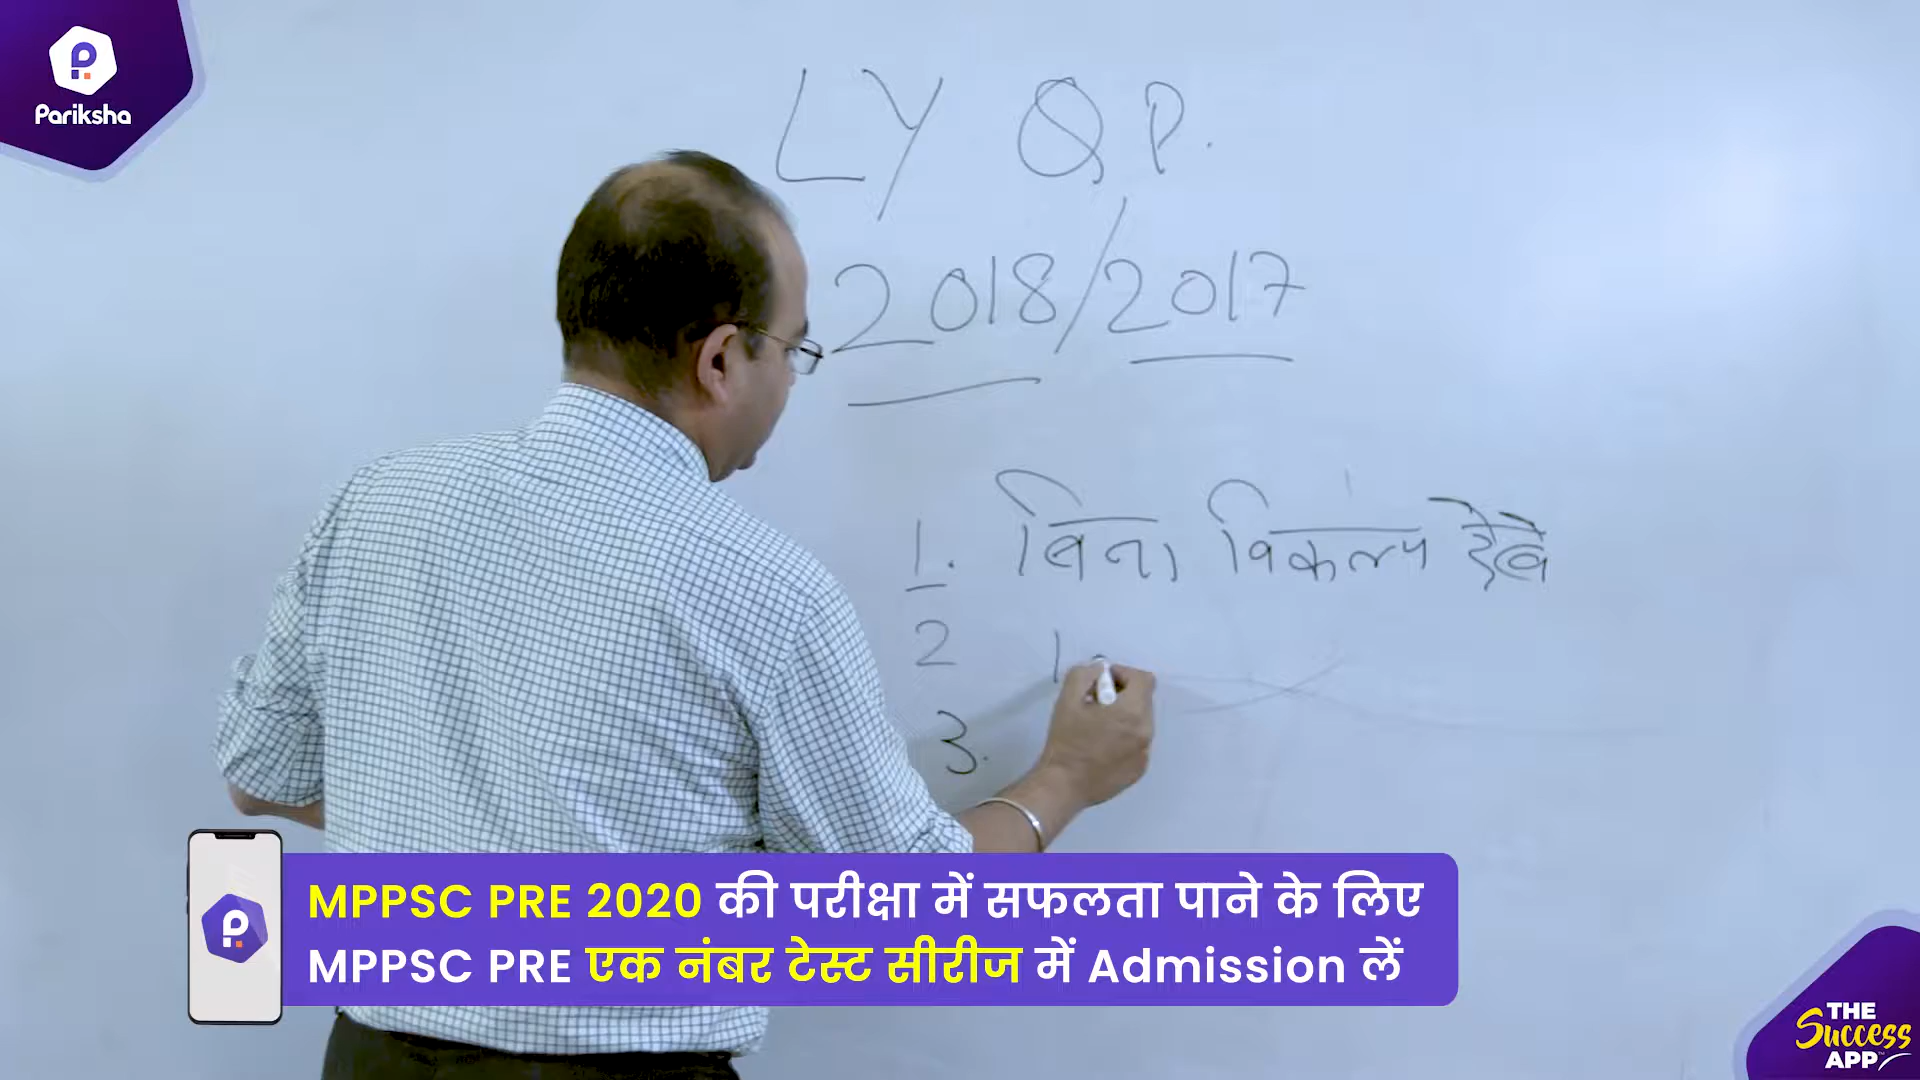 Pariksha
LY QP.
2018/2017
1. बिना विकल्प देखे
2 1
3.
MPPSC PRE 2020 की परीक्षा में सफलता पाने के लिए
MPPSC PRE एक नंबर टेस्ट सीरीज में Admission लें
THE
Success
APP